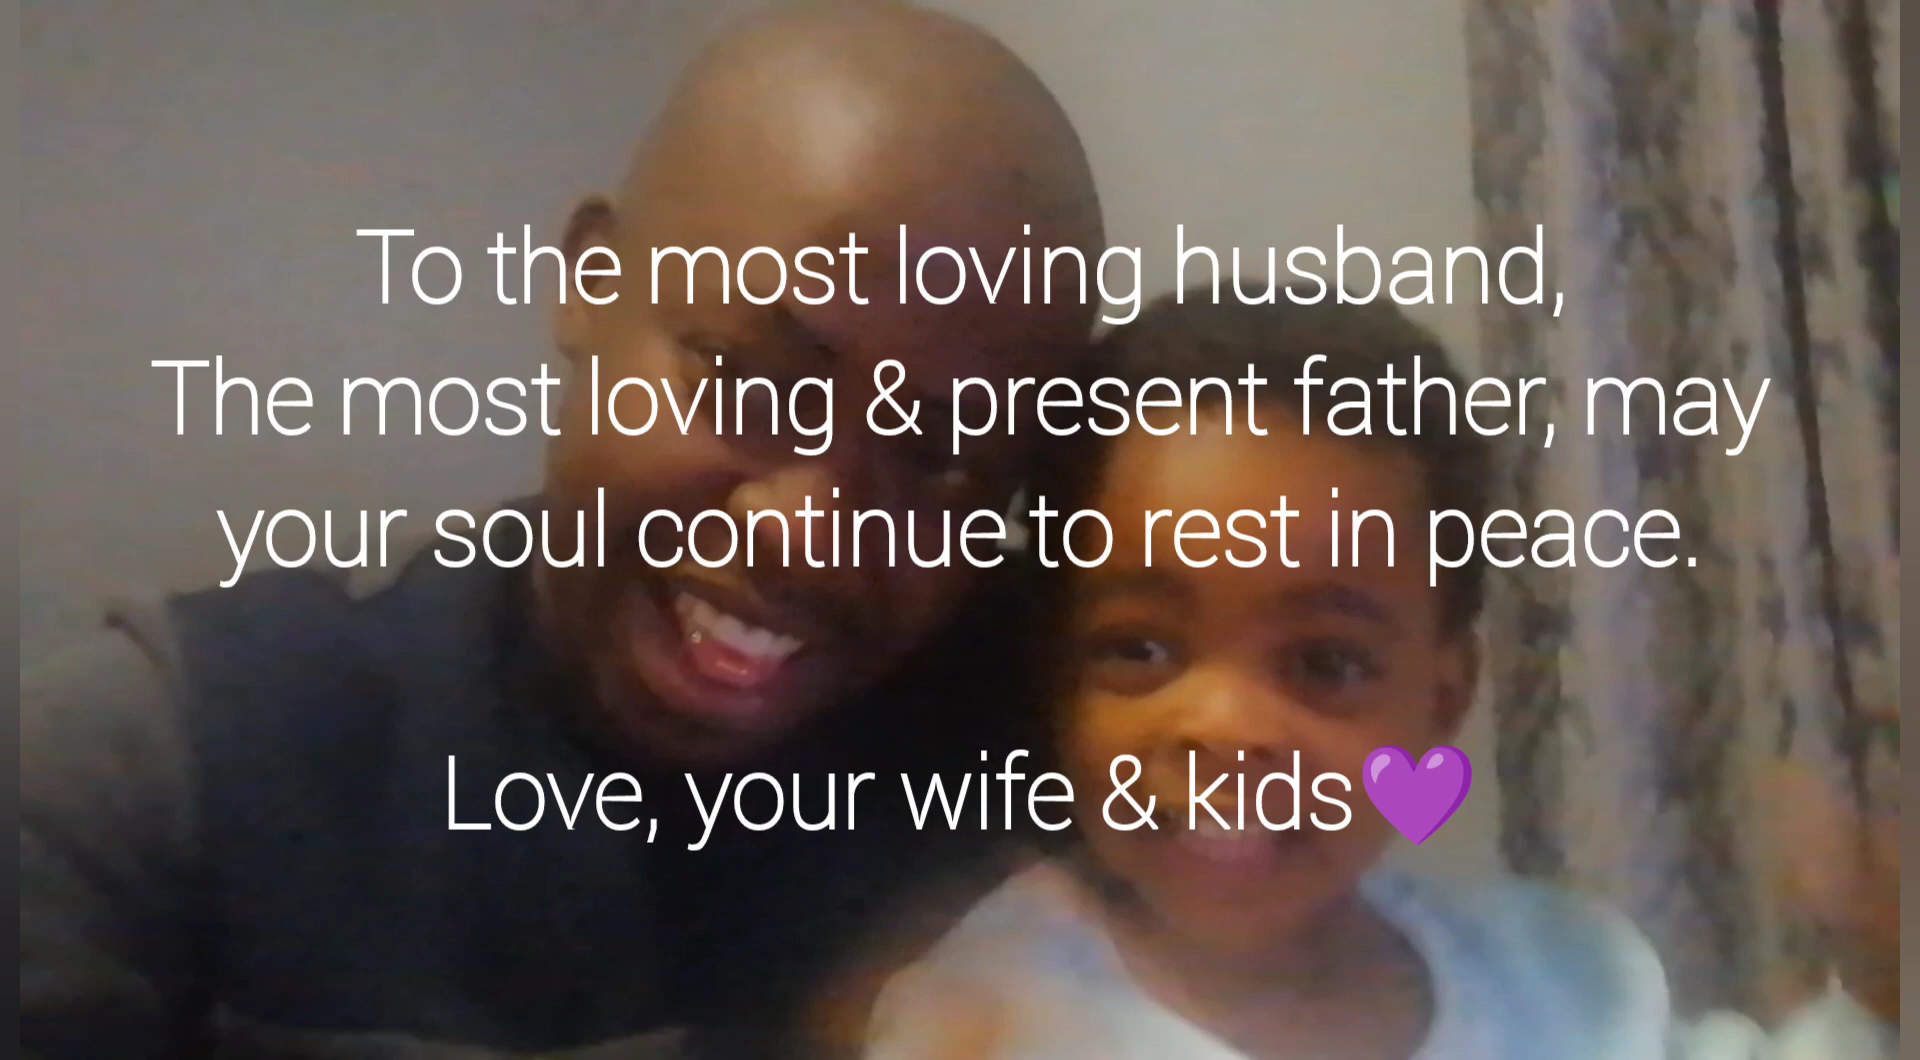 To the most loving husband,
The most loving & present father, may
your soul continue to rest in peace.
Love, your wife & kids💜